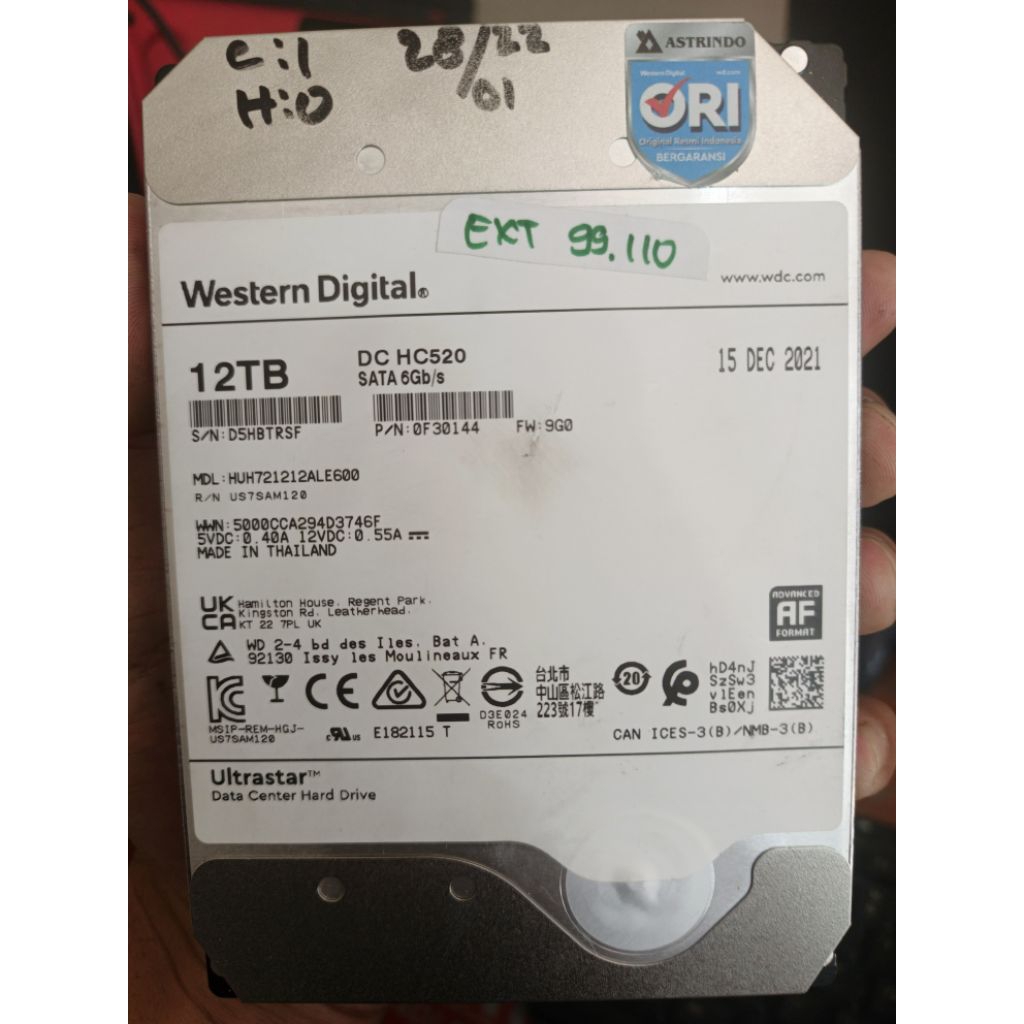 C:1 28/22
H:0 01
ASTRINDO
Western Digital wd.com
ORI
Original Resmi Indonesia
BERGARANSI
EXT 99.110
Western Digital®
www.wdc.com
12TB
DC HC520
SATA 6Gb/s
15 DEC 2021
S/N:D5HBTRSF
P/N:0F30144 FW:9G0
MDL:HUH721212ALE600
R/N US7SAM120
WWN:5000CCA294D3746F
5VDC:0.40A 12VDC:0.55A
MADE IN THAILAND
UK
CA
Hamilton House, Regent Park.
Kingston Rd. Leatherhead.
KT 22 7PL UK
WD 2-4 bd des Iles. Bat A.
92130 Issy les Moulineaux FR
ADVANCED
AF
FORMAT
CE
D3E024
RoHS
台北市
中山區松江路
223號17樓
20
hD4nJ
SzSw3
v1Een
Bs0Xj
MSIP-REM-HGJ-
US7SAM120
c RU us E182115 T
CAN ICES-3(B)/NMB-3(B)
Ultrastar™
Data Center Hard Drive